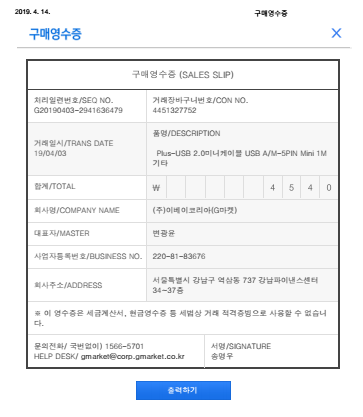 2019. 4. 14.
구매영수증
구매영수증
×
구매영수증 (SALES SLIP)
처리일련번호/SEQ NO.
G20190403-2941636479
거래장바구니번호/CON NO.
4451327752
거래일시/TRANS DATE
19/04/03
품명/DESCRIPTION
Plus-USB 2.0미니케이블 USB A/M-5PIN Mini 1M
기타
합계/TOTAL
₩ 4 5 4 0
회사명/COMPANY NAME
(주)이베이코리아(G마켓)
대표자/MASTER
변광윤
사업자등록번호/BUSINESS NO.
220-81-83676
회사주소/ADDRESS
서울특별시 강남구 역삼동 737 강남파이낸스센터
34~37층
※ 이 영수증은 세금계산서, 현금영수증 등 세법상 거래 적격증빙으로 사용할 수 없습니
다.
문의전화/ 국번없이) 1566-5701
HELP DESK/ gmarket@corp.gmarket.co.kr
서명/SIGNATURE
송명우
출력하기